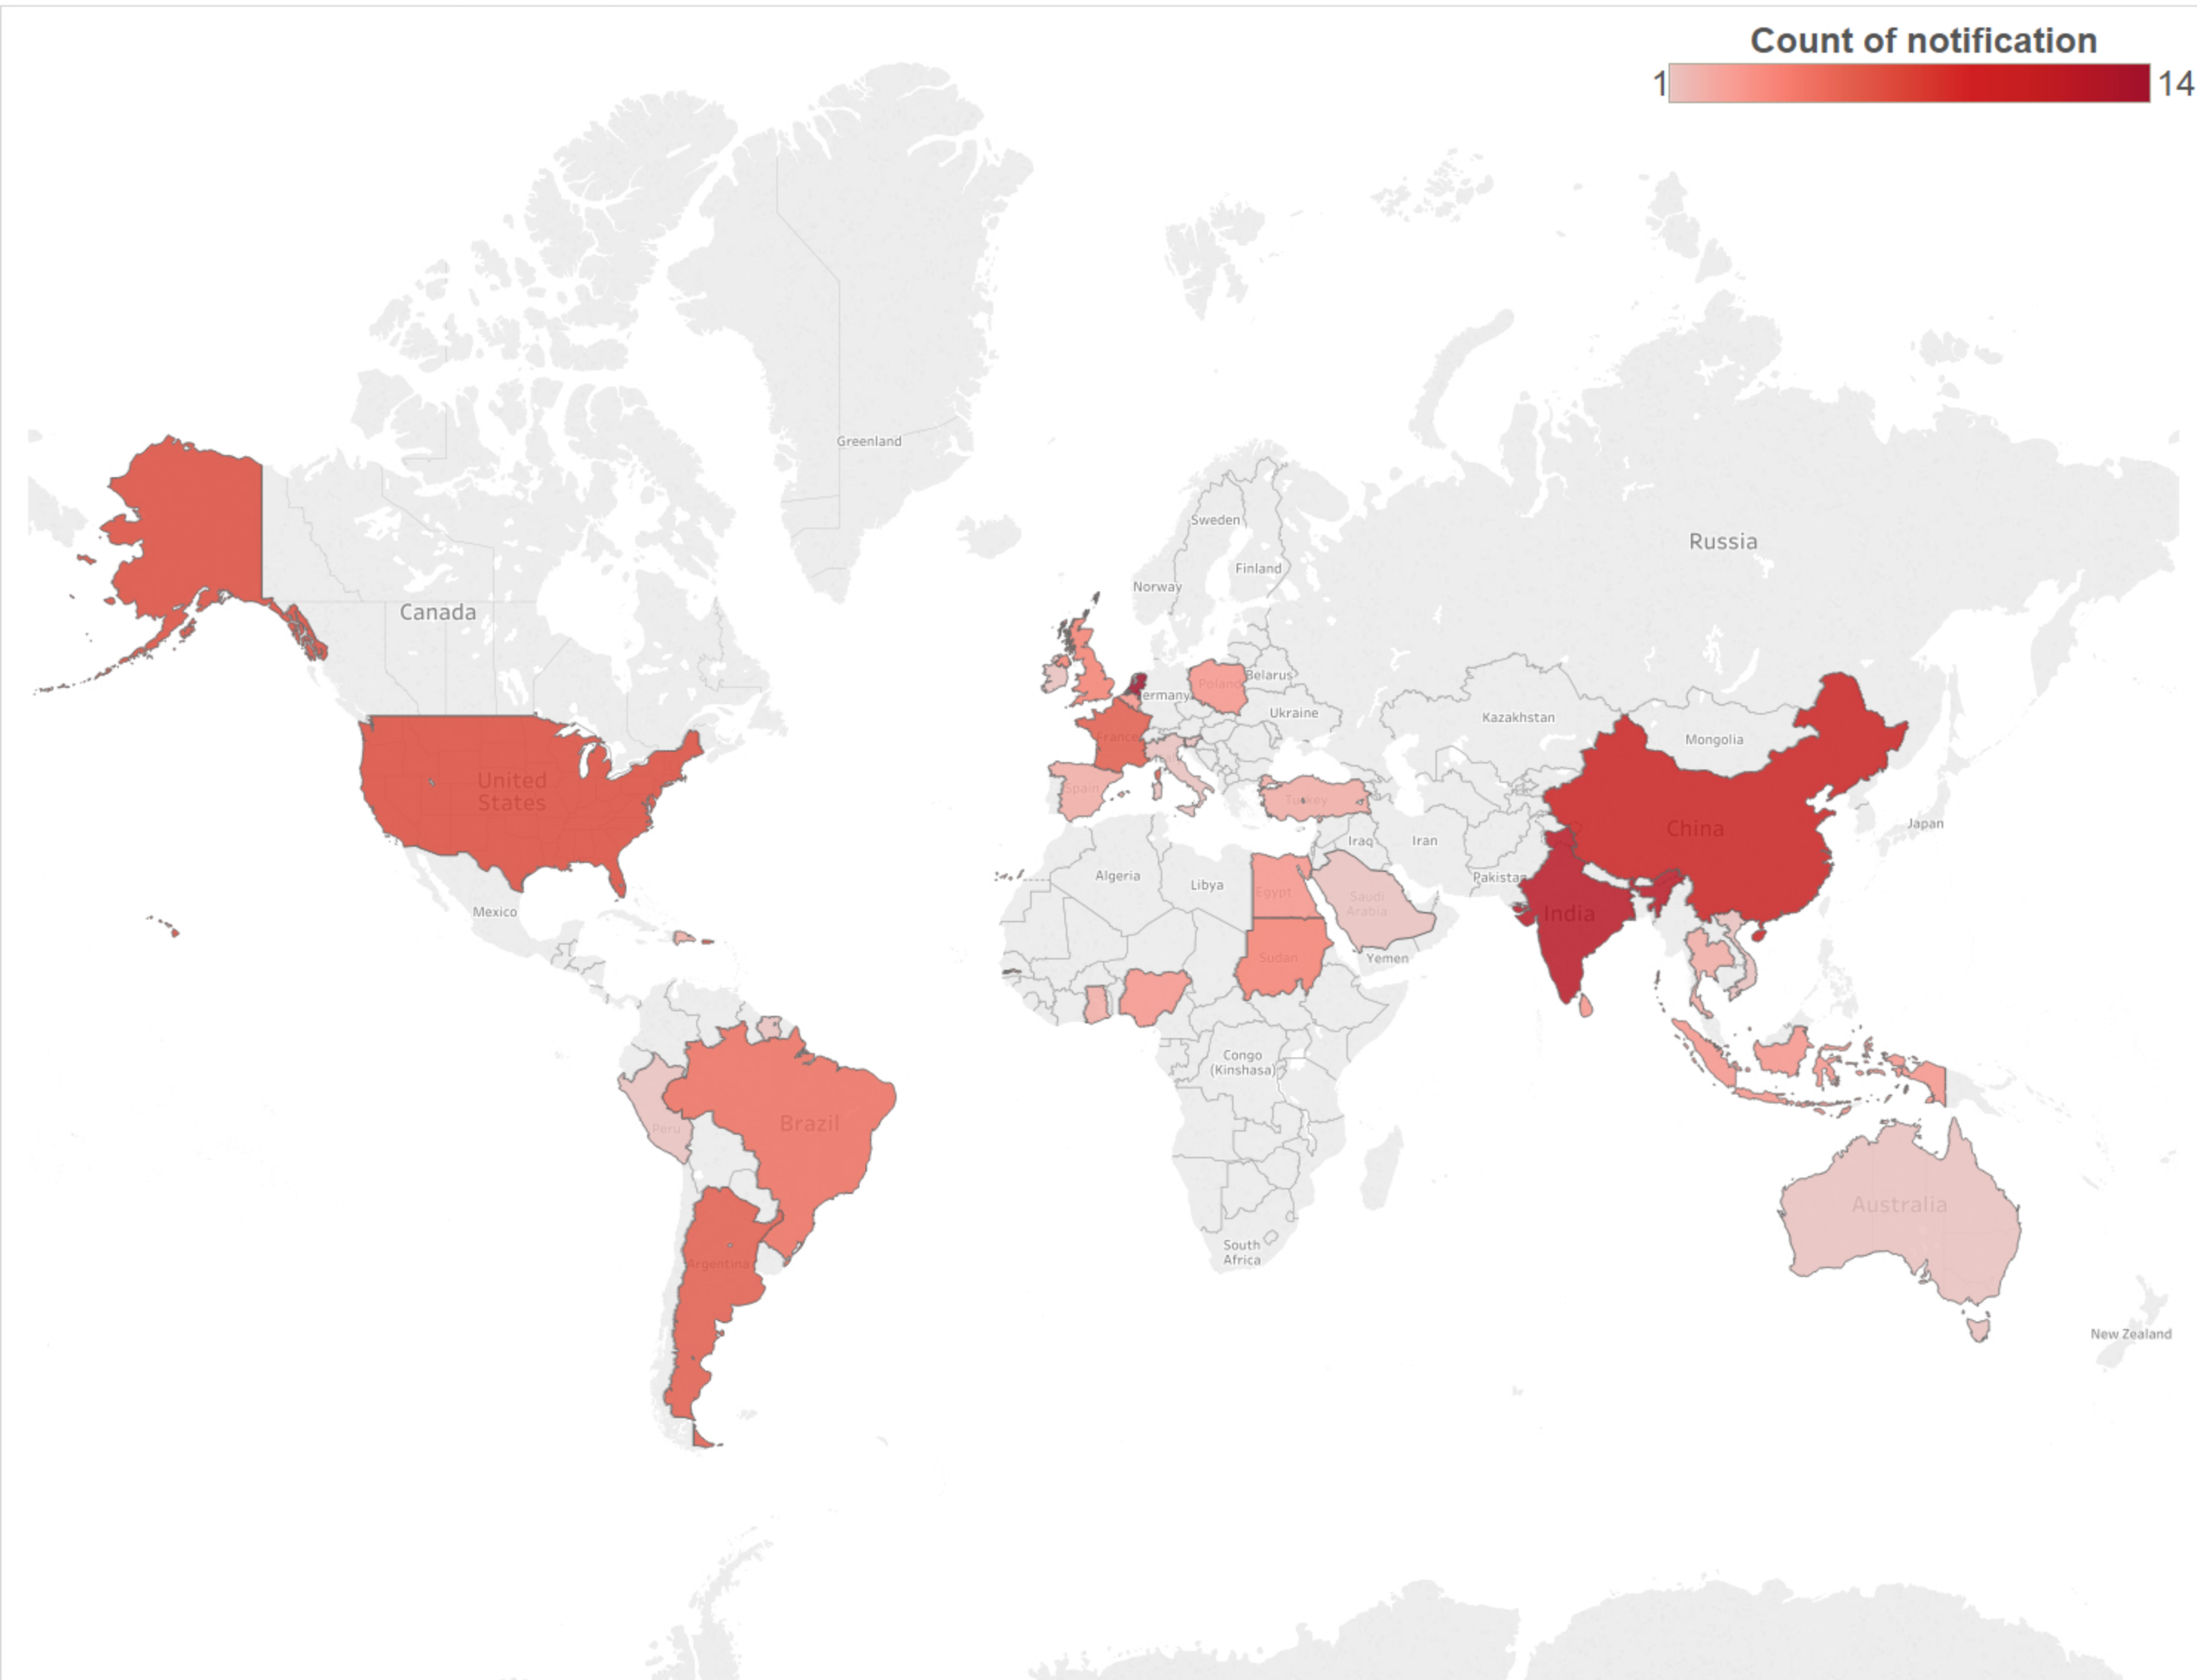 Count of notification
1
14
Greenland
Sweden
Russia
Finland
Norway
Canada
Belarus
Poland
ermany
Ukraine
Kazakhstan
France
Mongolia
United
States
Spain
Turkey
Japan
China
Iraq
Iran
Algeria
Pakistan
Libya
Egypt
Saudi
Arabia
Mexico
India
Sudan
Yemen
Congo
(Kinshasa)
Brazil
Peru
Australia
South
Africa
Argentina
New Zealand